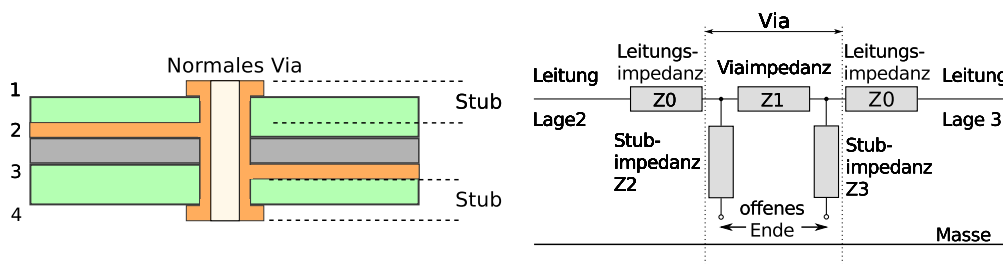 Normales Via
1
2
3
4
Stub
Stub
Via
Leitungs-
impedanz
Viaimpedanz
Leitungs-
impedanz
Leitung
Leitung
Z0
Z1
Z0
Lage2
Lage 3
Stub-
impedanz
Z2
Stub-
impedanz
Z3
offenes
Ende
Masse